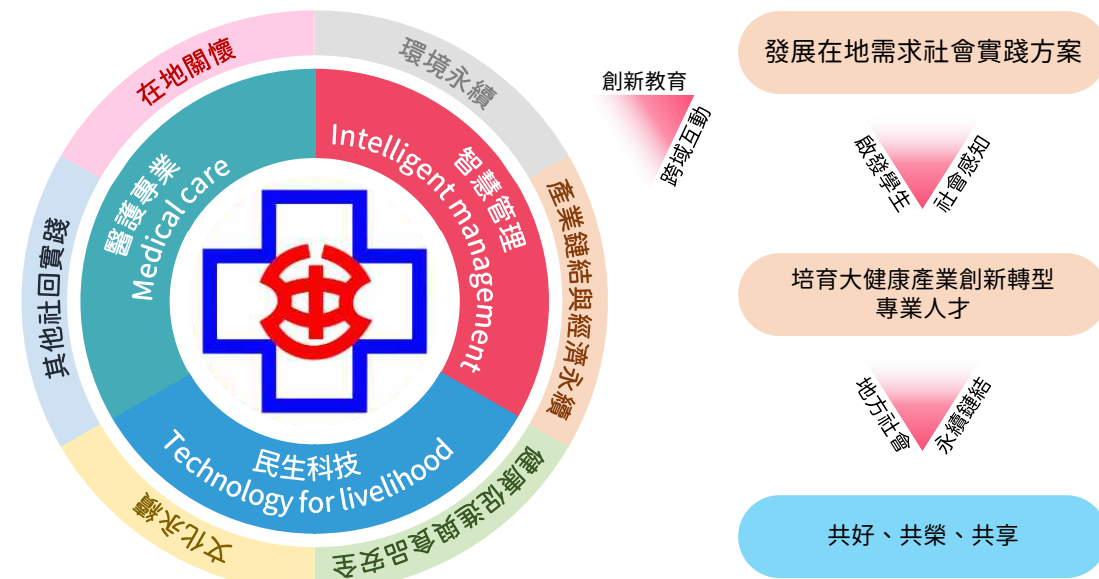 在地關懷
環境永續
產業鏈結與經濟永續
健康促進與食品安全
文化永續
其他社回實踐
醫護專業
Medical care
智慧管理
Intelligent management
民生科技
Technology for livelihood
創新教育
跨域互動
發展在地需求社會實踐方案
啟發學生
社會感知
培育大健康產業創新轉型
專業人才
地方社會
永續鏈結
共好、共榮、共享